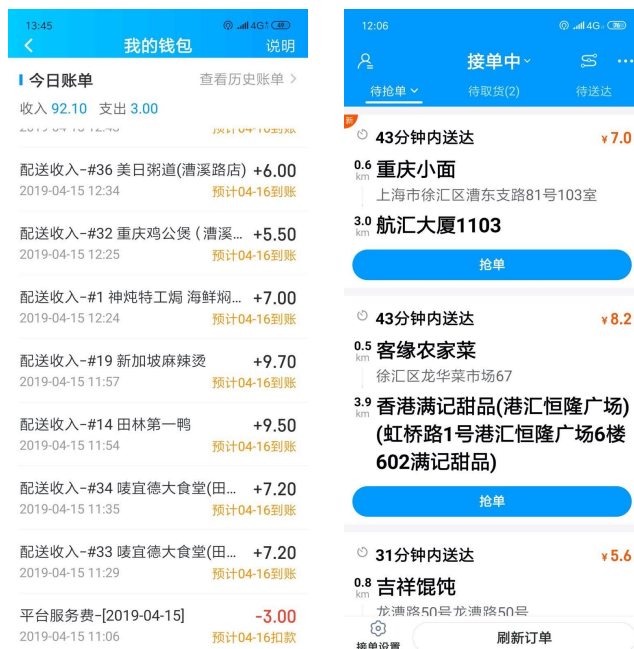 13:45
4G
49
我的钱包
说明
今日账单
查看历史账单 >
收入 92.10 支出 3.00
配送收入-#36 美日粥道(漕溪路店) +6.00
2019-04-15 12:34 预计04-16到账
配送收入-#32 重庆鸡公煲 (漕溪... +5.50
2019-04-15 12:25 预计04-16到账
配送收入-#1 神炖特工焗 海鲜焖... +7.00
2019-04-15 12:24 预计04-16到账
配送收入-#19 新加坡麻辣烫 +9.70
2019-04-15 11:57 预计04-16到账
配送收入-#14 田林第一鸭 +9.50
2019-04-15 11:54 预计04-16到账
配送收入-#34 唛宜德大食堂(田... +7.20
2019-04-15 11:35 预计04-16到账
配送收入-#33 唛宜德大食堂(田... +7.20
2019-04-15 11:29 预计04-16到账
平台服务费-[2019-04-15] -3.00
2019-04-15 11:06 预计04-16扣款
12:06
4G
接单中
待抢单 待取货(2) 待送达
新
43分钟内送达 ¥7.0
0.6 km 重庆小面
上海市徐汇区漕东支路81号103室
3.0 km 航汇大厦1103
抢单
43分钟内送达 ¥8.2
0.5 km 客缘农家菜
徐汇区龙华菜市场67
3.9 km 香港满记甜品(港汇恒隆广场)
(虹桥路1号港汇恒隆广场6楼
602满记甜品)
抢单
31分钟内送达 ¥5.6
0.8 km 吉祥馄饨
龙漕路50号龙漕路50号
接单设置
刷新订单